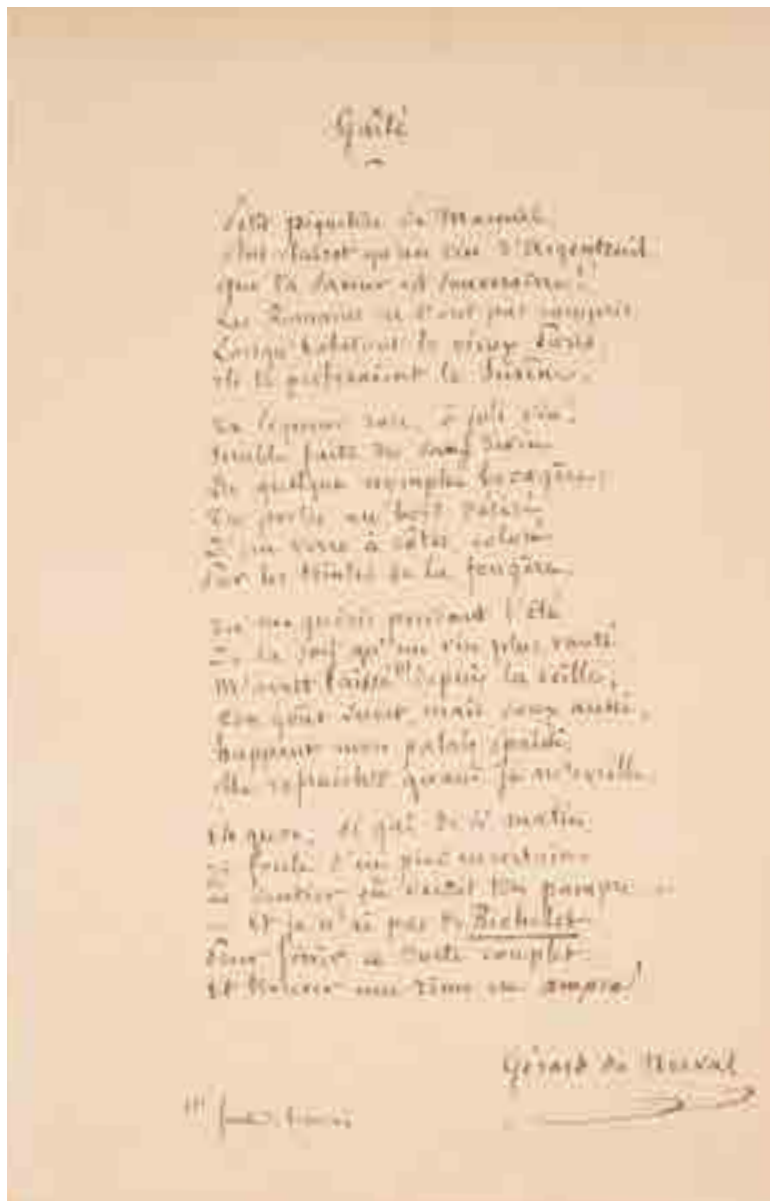 Gaîté
Petit piqueton de Mareuil
Plus clairet qu'un vin d'Argenteuil
Que ta saveur est souveraine !
Les Romains ne t'ont pas compris
Lorsqu'habitant le vieux Paris
Ils te préféraient le Surène.
Ta liqueur rose, ô joli vin !
Semble faite du sang divin
De quelque nymphe bocagère ;
Tu perles au bord désiré
D'un verre à côtes, coloré
Par les teintes de la fougère.
Tu me guéris pendant l'été
De la soif qu'un vin plus vanté
M'avait laissé depuis la veille ;
Ton goût suret, mais doux aussi,
Happant mon palais épaissi,
Me rafraîchit quand je m'éveille.
Eh quoi, si gai dès le matin
Je foule d'un pied incertain
Le sentier où verdit ton pampre ...
— Et je n'ai pas de Richelet
Pour finir ce docte couplet
Et trouver une rime en ampre !
Gérard de Nerval